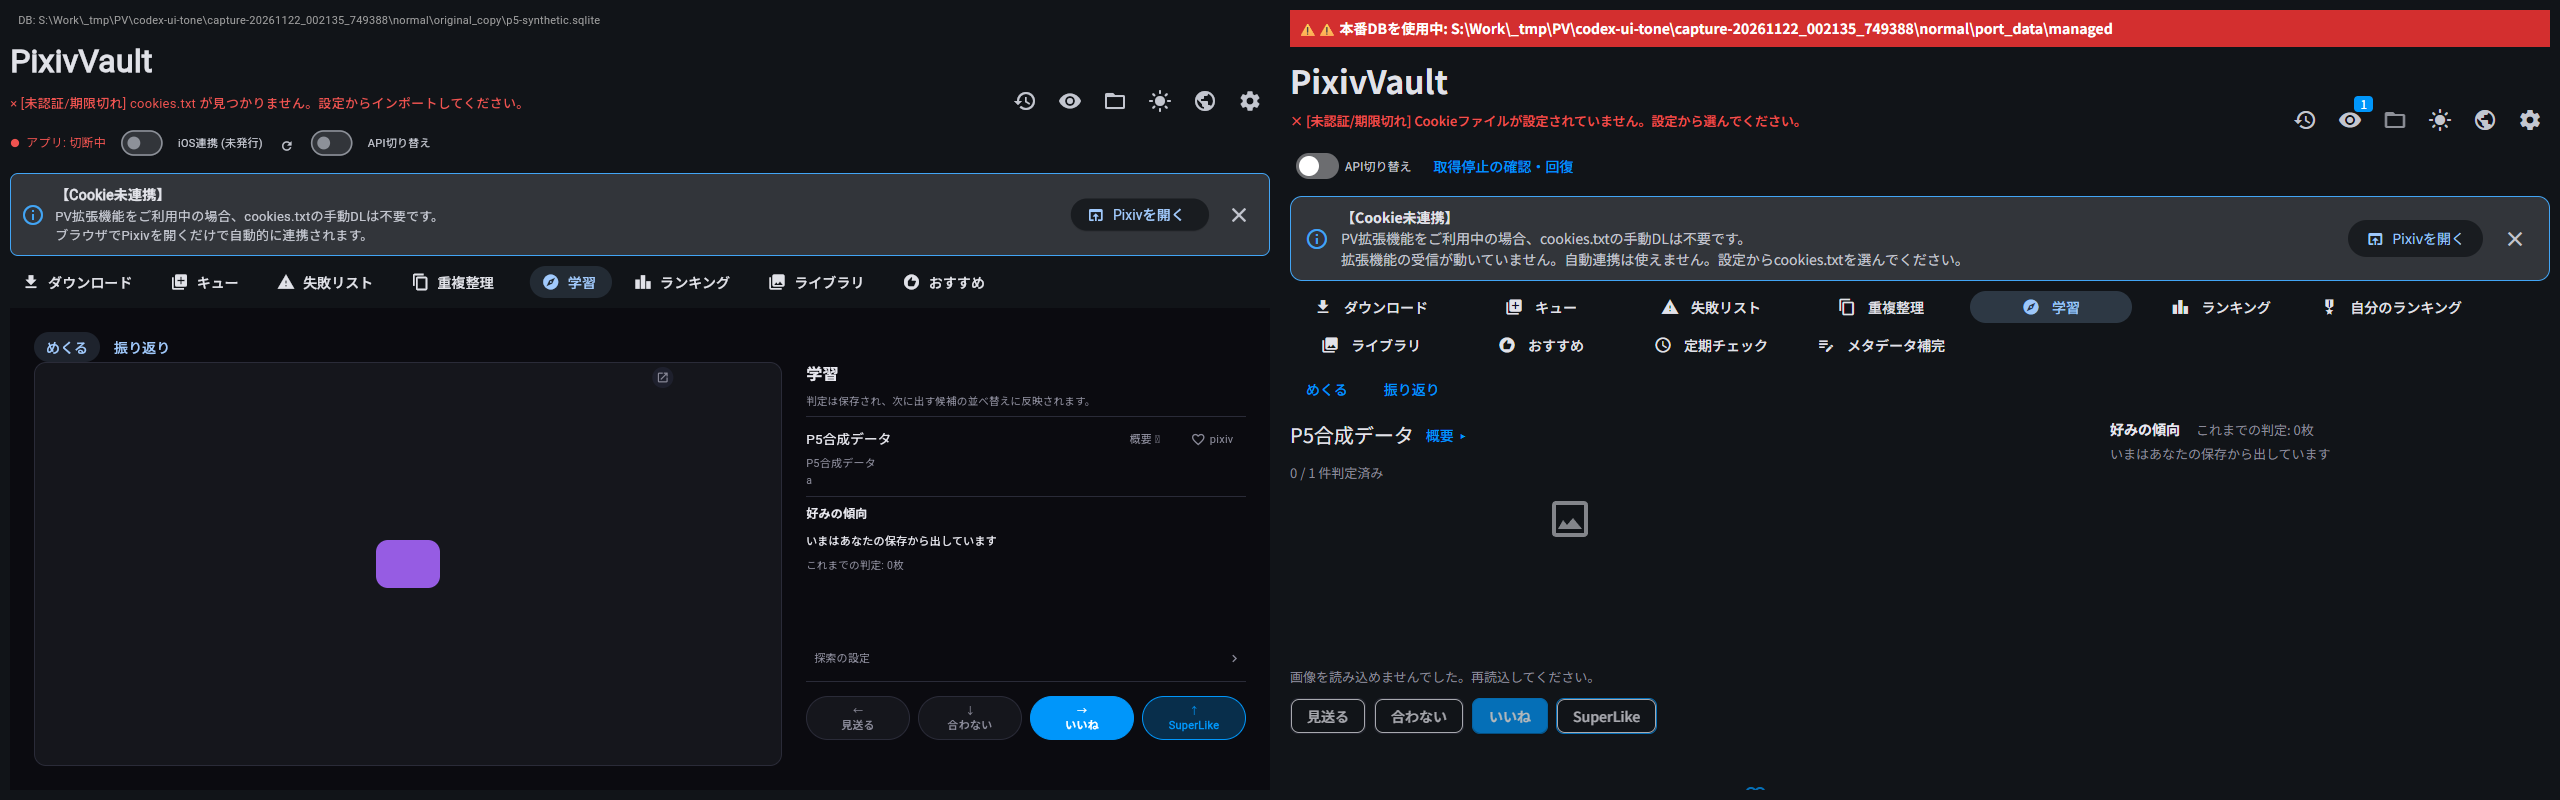 DB: S:\Work\_tmp\PV\codex-ui-tone\capture-20261122_002135_749388\normal\original_copy\p5-synthetic.sqlite
PixivVault
× [未認証/期限切れ] cookies.txt が見つかりません。設定からインポートしてください。
アプリ: 切断中
iOS連携 (未発行)
API切り替え
【Cookie未連携】
PV拡張機能をご利用中の場合、cookies.txtの手動DLは不要です。
ブラウザでPixivを開くだけで自動的に連携されます。
Pixivを開く
ダウンロード
キュー
失敗リスト
重複整理
学習
ランキング
ライブラリ
おすすめ
めくる
振り返り
学習
判定は保存され、次に出す候補の並べ替えに反映されます。
P5合成データ
概要
pixiv
P5合成データ
a
好みの傾向
いまはあなたの保存から出しています
これまでの判定: 0枚
探索の設定
←
見送る
↓
合わない
→
いいね
↑
SuperLike
本番DBを使用中: S:\Work\_tmp\PV\codex-ui-tone\capture-20261122_002135_749388\normal\port_data\managed
PixivVault
1
× [未認証/期限切れ] Cookieファイルが設定されていません。設定から選んでください。
API切り替え
取得停止の確認・回復
【Cookie未連携】
PV拡張機能をご利用中の場合、cookies.txtの手動DLは不要です。
拡張機能の受信が動いていません。自動連携は使えません。設定からcookies.txtを選んでください。
Pixivを開く
ダウンロード
キュー
失敗リスト
重複整理
学習
ランキング
自分のランキング
ライブラリ
おすすめ
定期チェック
メタデータ補完
めくる
振り返り
P5合成データ
概要 ▸
0 / 1 件判定済み
好みの傾向
これまでの判定: 0枚
いまはあなたの保存から出しています
画像を読み込めませんでした。再読込してください。
見送る
合わない
いいね
SuperLike